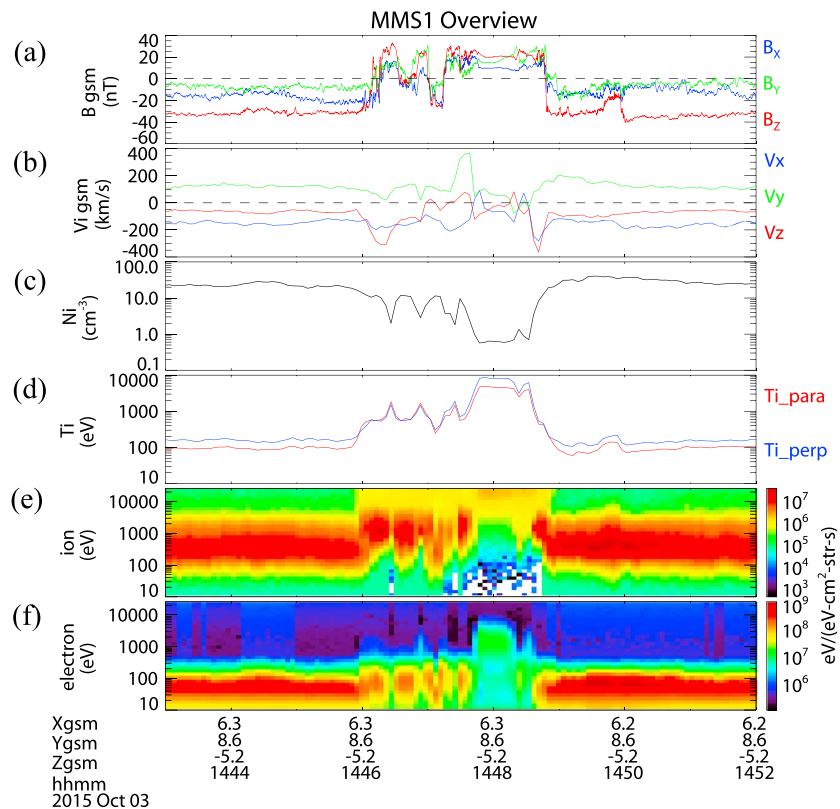 MMS1 Overview
(a)
B gsm
(nT)
40
20
0
-20
-40
-60
BX
BY
BZ
(b)
Vi gsm
(km/s)
400
200
0
-200
-400
Vx
Vy
Vz
(c)
Ni
(cm-3)
100.0
10.0
1.0
0.1
(d)
Ti
(eV)
10000
1000
100
10
Ti_para
Ti_perp
(e)
ion
(eV)
10000
1000
100
10
10^7
10^6
10^5
10^4
10^3
(f)
electron
(eV)
10000
1000
100
10
10^9
10^8
10^7
10^6
eV/(eV-cm2-str-s)
Xgsm 6.3 6.3 6.3 6.2 6.2
Ygsm 8.6 8.6 8.6 8.6 8.6
Zgsm -5.2 -5.2 -5.2 -5.2 -5.2
hhmm 1444 1446 1448 1450 1452
2015 Oct 03